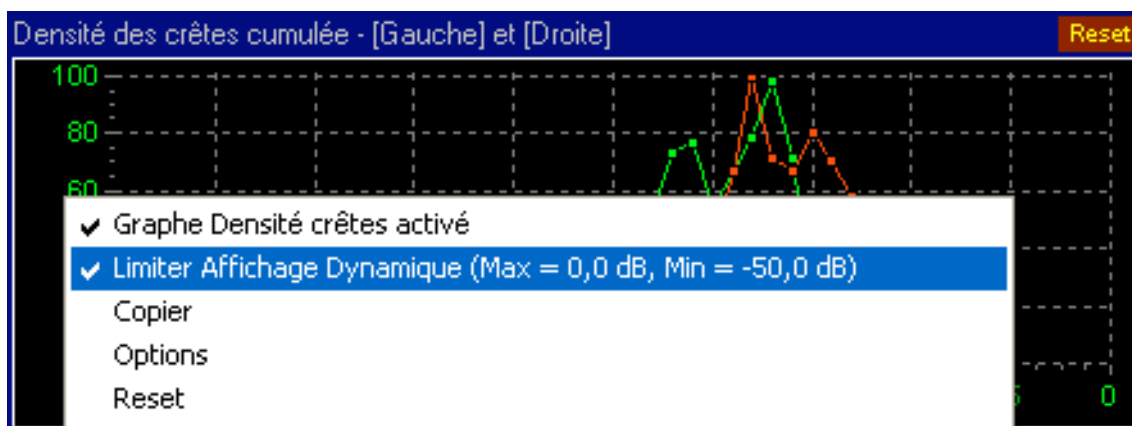 Densité des crêtes cumulée - [Gauche] et [Droite] Reset
100
80
60
Graphe Densité crêtes activé
Limiter Affichage Dynamique (Max = 0,0 dB, Min = -50,0 dB)
Copier
Options
Reset
0